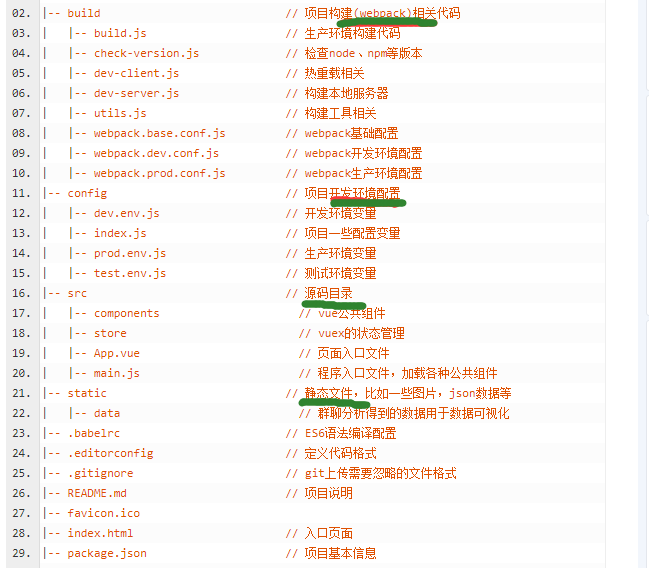 02. |-- build // 项目构建(webpack)相关代码
03. |   |-- build.js // 生产环境构建代码
04. |   |-- check-version.js // 检查node、npm等版本
05. |   |-- dev-client.js // 热重载相关
06. |   |-- dev-server.js // 构建本地服务器
07. |   |-- utils.js // 构建工具相关
08. |   |-- webpack.base.conf.js // webpack基础配置
09. |   |-- webpack.dev.conf.js // webpack开发环境配置
10. |   |-- webpack.prod.conf.js // webpack生产环境配置
11. |-- config // 项目开发环境配置
12. |   |-- dev.env.js // 开发环境变量
13. |   |-- index.js // 项目一些配置变量
14. |   |-- prod.env.js // 生产环境变量
15. |   |-- test.env.js // 测试环境变量
16. |-- src // 源码目录
17. |   |-- components // vue公共组件
18. |   |-- store // vuex的状态管理
19. |   |-- App.vue // 页面入口文件
20. |   |-- main.js // 程序入口文件，加载各种公共组件
21. |-- static // 静态文件，比如一些图片，json数据等
22. |   |-- data // 群聊分析得到的数据用于数据可视化
23. |-- .babelrc // ES6语法编译配置
24. |-- .editorconfig // 定义代码格式
25. |-- .gitignore // git上传需要忽略的文件格式
26. |-- README.md // 项目说明
27. |-- favicon.ico
28. |-- index.html // 入口页面
29. |-- package.json // 项目基本信息